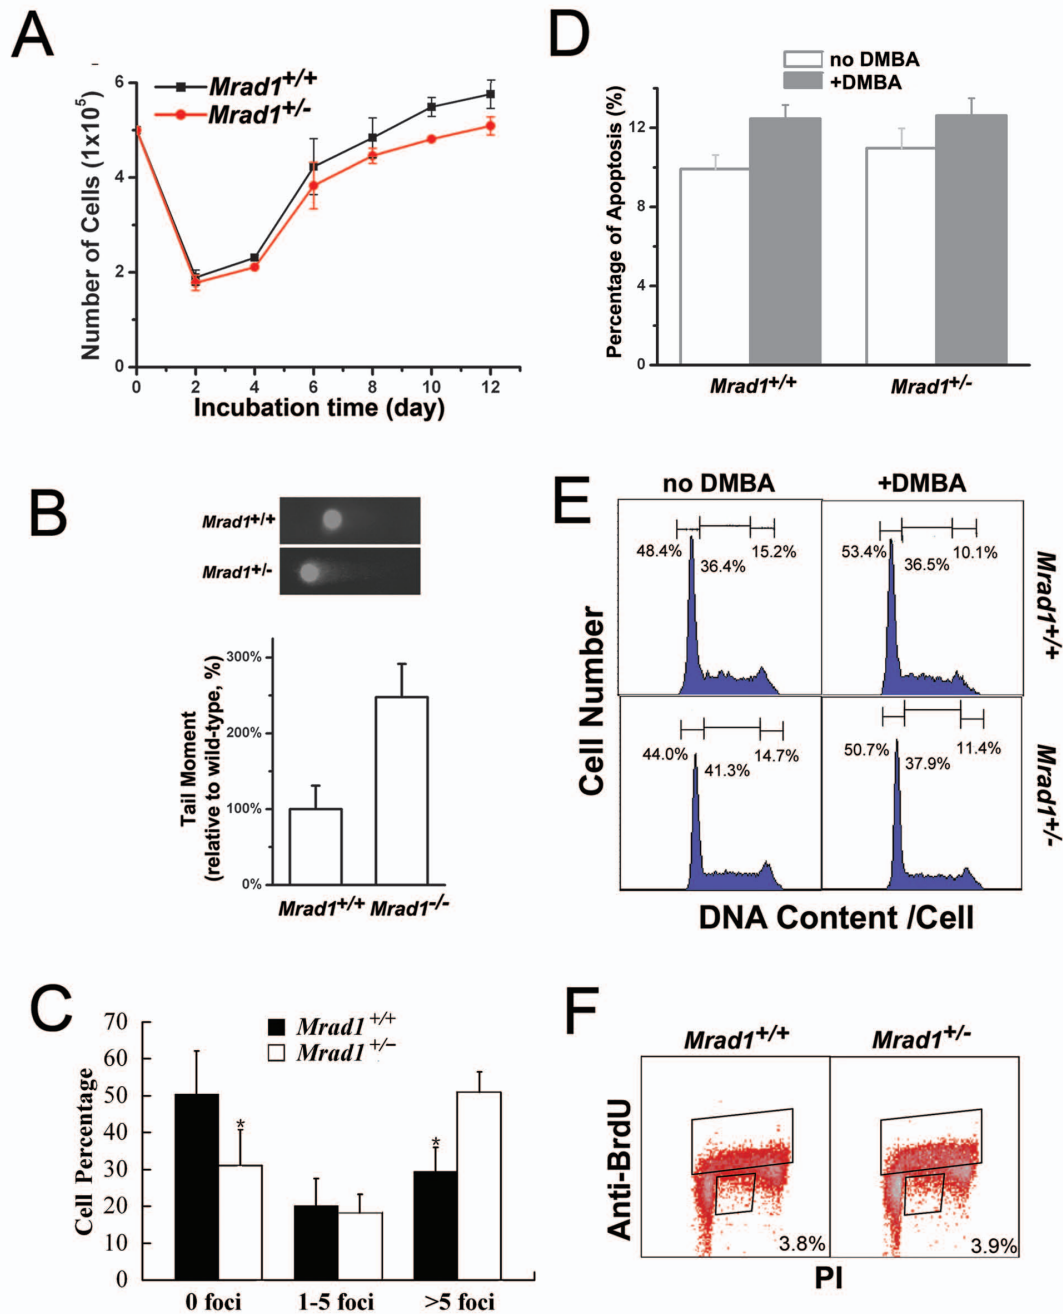 A
Mrad1+/+
Mrad1+/-
Number of Cells (1x10^5)
6
4
2
0
0 2 4 6 8 10 12
Incubation time (day)
D
no DMBA
+DMBA
Percentage of Apoptosis (%)
12
8
4
0
Mrad1+/+ Mrad1+/-
B
Mrad1+/+
Mrad1+/-
Tail Moment
(relative to wild-type, %)
300%
200%
100%
0%
Mrad1+/+ Mrad1-/-
E
no DMBA +DMBA
48.4% 36.4% 15.2%
53.4% 36.5% 10.1%
Mrad1+/+
44.0% 41.3% 14.7%
50.7% 37.9% 11.4%
Mrad1+/-
Cell Number
DNA Content /Cell
C
Mrad1 +/+
Mrad1 +/−
Cell Percentage
70
60
50
40
30
20
10
0
* *
0 foci 1-5 foci >5 foci
F
Mrad1+/+ Mrad1+/-
Anti-BrdU
3.8% 3.9%
PI